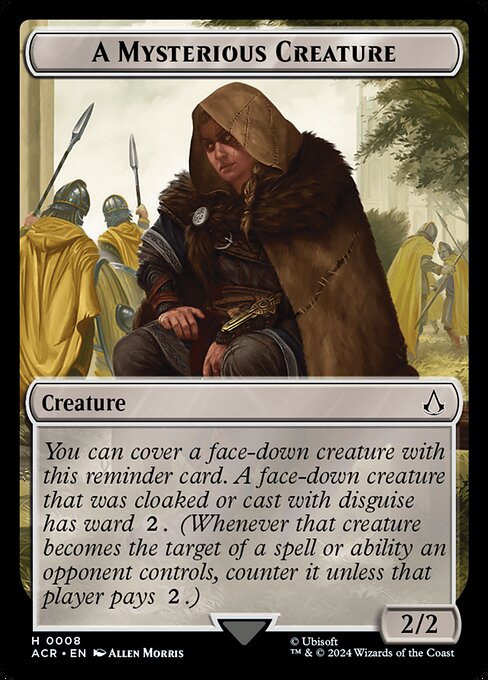 A Mysterious Creature
Creature
You can cover a face-down creature with
this reminder card. A face-down creature
that was cloaked or cast with disguise
has ward 2. (Whenever that creature
becomes the target of a spell or ability an
opponent controls, counter it unless that
player pays 2.)
2/2
H 0008
ACR • EN Allen Morris
© Ubisoft
™ & © 2024 Wizards of the Coast